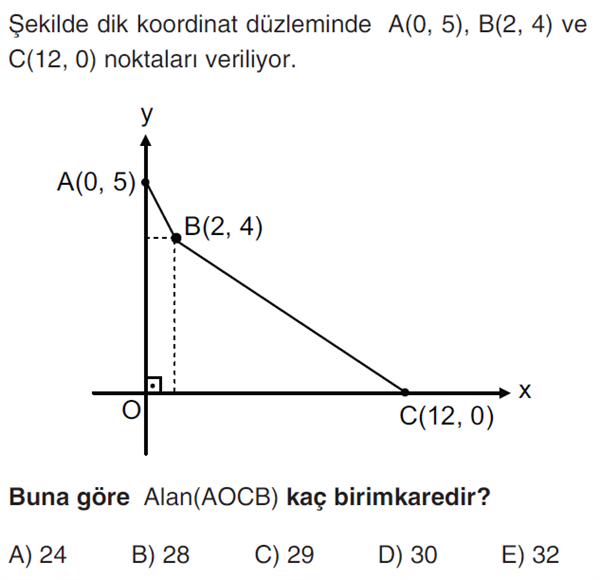 Şekilde dik koordinat düzleminde A(0, 5), B(2, 4) ve
C(12, 0) noktaları veriliyor.
y
A(0, 5)
B(2, 4)
x
O
C(12, 0)
Buna göre Alan(AOCB) kaç birimkaredir?
A) 24 B) 28 C) 29 D) 30 E) 32